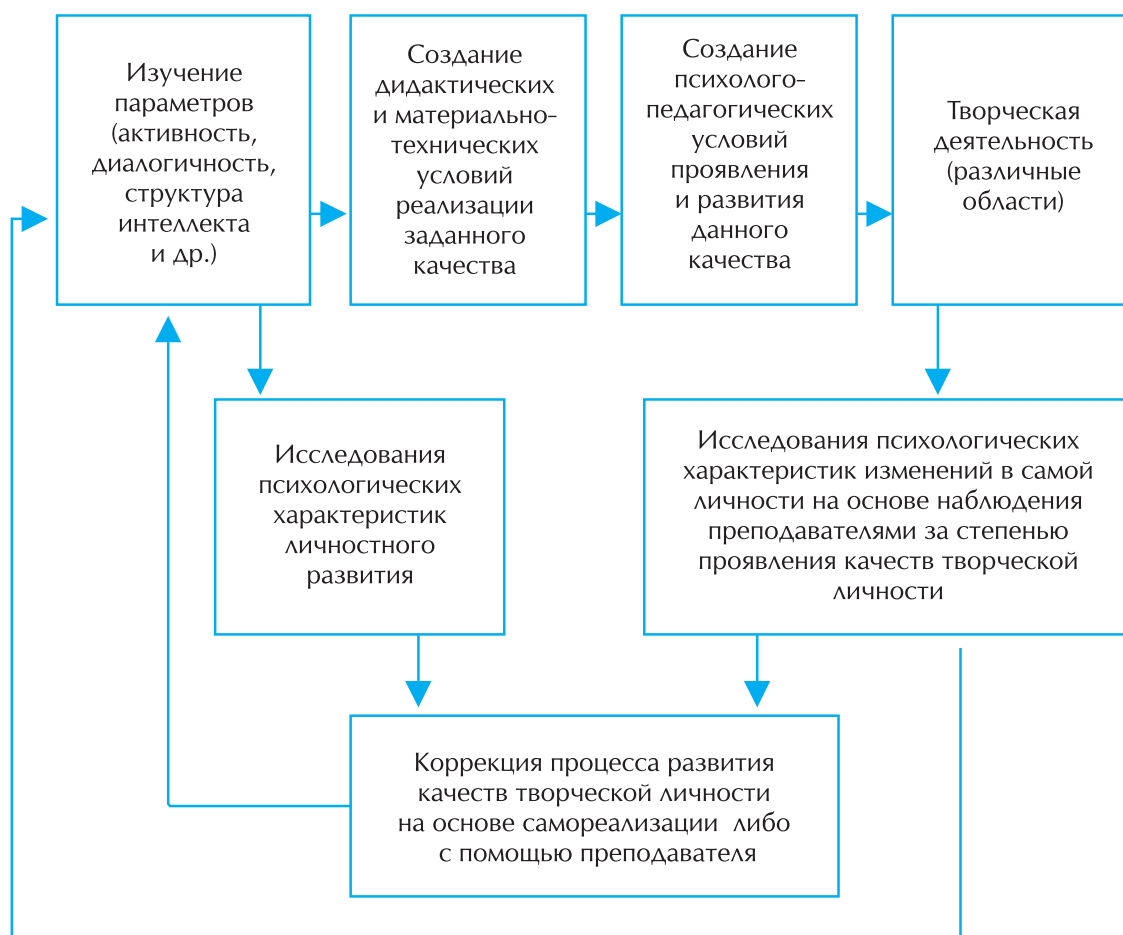 Изучение
параметров
(активность,
диалогичность,
структура
интеллекта
и др.)
Создание
дидактических
и материально-
технических
условий
реализации
заданного
качества
Создание
психолого-
педагогических
условий
проявления
и развития
данного
качества
Творческая
деятельность
(различные
области)
Исследования
психологических
характеристик
личностного
развития
Исследования психологических
характеристик изменений в самой
личности на основе наблюдения
преподавателями за степенью
проявления качеств творческой
личности
Коррекция процесса развития
качеств творческой личности
на основе самореализации либо
с помощью преподавателя